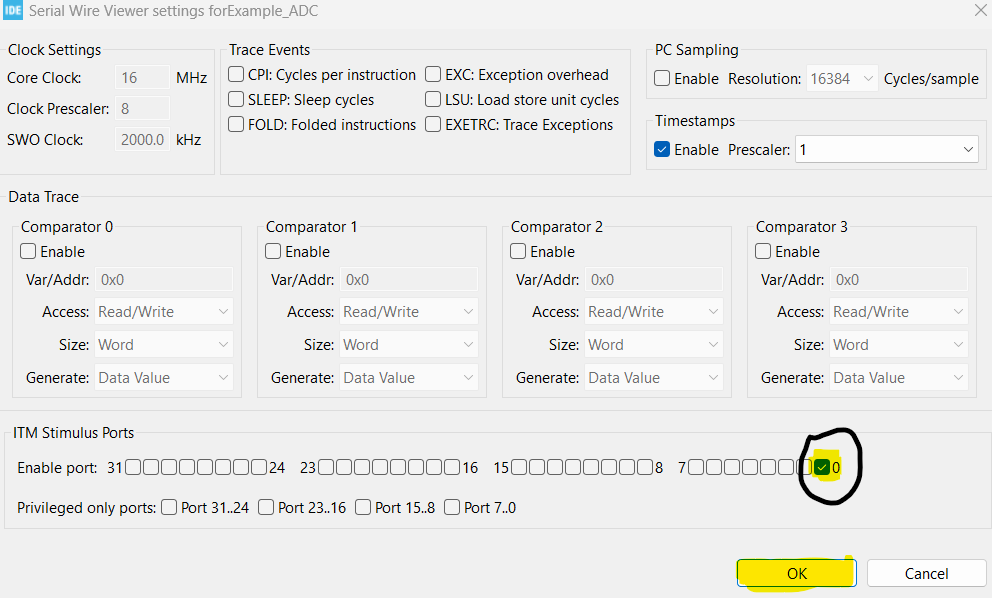 IDE Serial Wire Viewer settings forExample_ADC
Clock Settings
Core Clock: 16 MHz
Clock Prescaler: 8
SWO Clock: 2000.0 kHz
Trace Events
CPI: Cycles per instruction EXC: Exception overhead
SLEEP: Sleep cycles LSU: Load store unit cycles
FOLD: Folded instructions EXETRC: Trace Exceptions
PC Sampling
Enable Resolution: 16384 Cycles/sample
Timestamps
Enable Prescaler: 1
Data Trace
Comparator 0
Enable
Var/Addr: 0x0
Access: Read/Write
Size: Word
Generate: Data Value
Comparator 1
Enable
Var/Addr: 0x0
Access: Read/Write
Size: Word
Generate: Data Value
Comparator 2
Enable
Var/Addr: 0x0
Access: Read/Write
Size: Word
Generate: Data Value
Comparator 3
Enable
Var/Addr: 0x0
Access: Read/Write
Size: Word
Generate: Data Value
ITM Stimulus Ports
Enable port: 31 24 23 16 15 8 7 0
Privileged only ports: Port 31..24 Port 23..16 Port 15..8 Port 7..0
OK Cancel